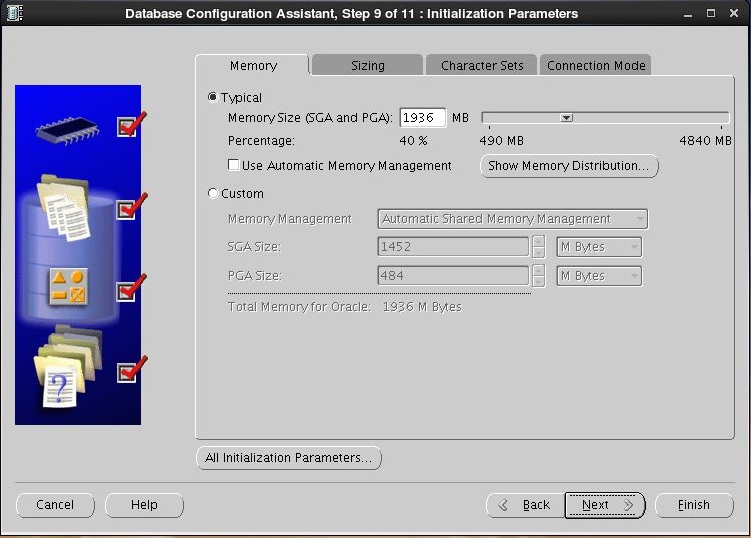 Database Configuration Assistant, Step 9 of 11 : Initialization Parameters
Memory Sizing Character Sets Connection Mode
Typical
Memory Size (SGA and PGA): 1936 MB
Percentage: 40 % 490 MB 4840 MB
Use Automatic Memory Management Show Memory Distribution...
Custom
Memory Management Automatic Shared Memory Management
SGA Size: 1452 M Bytes
PGA Size: 484 M Bytes
Total Memory for Oracle: 1936 M Bytes
?
All Initialization Parameters...
Cancel Help Back Next Finish